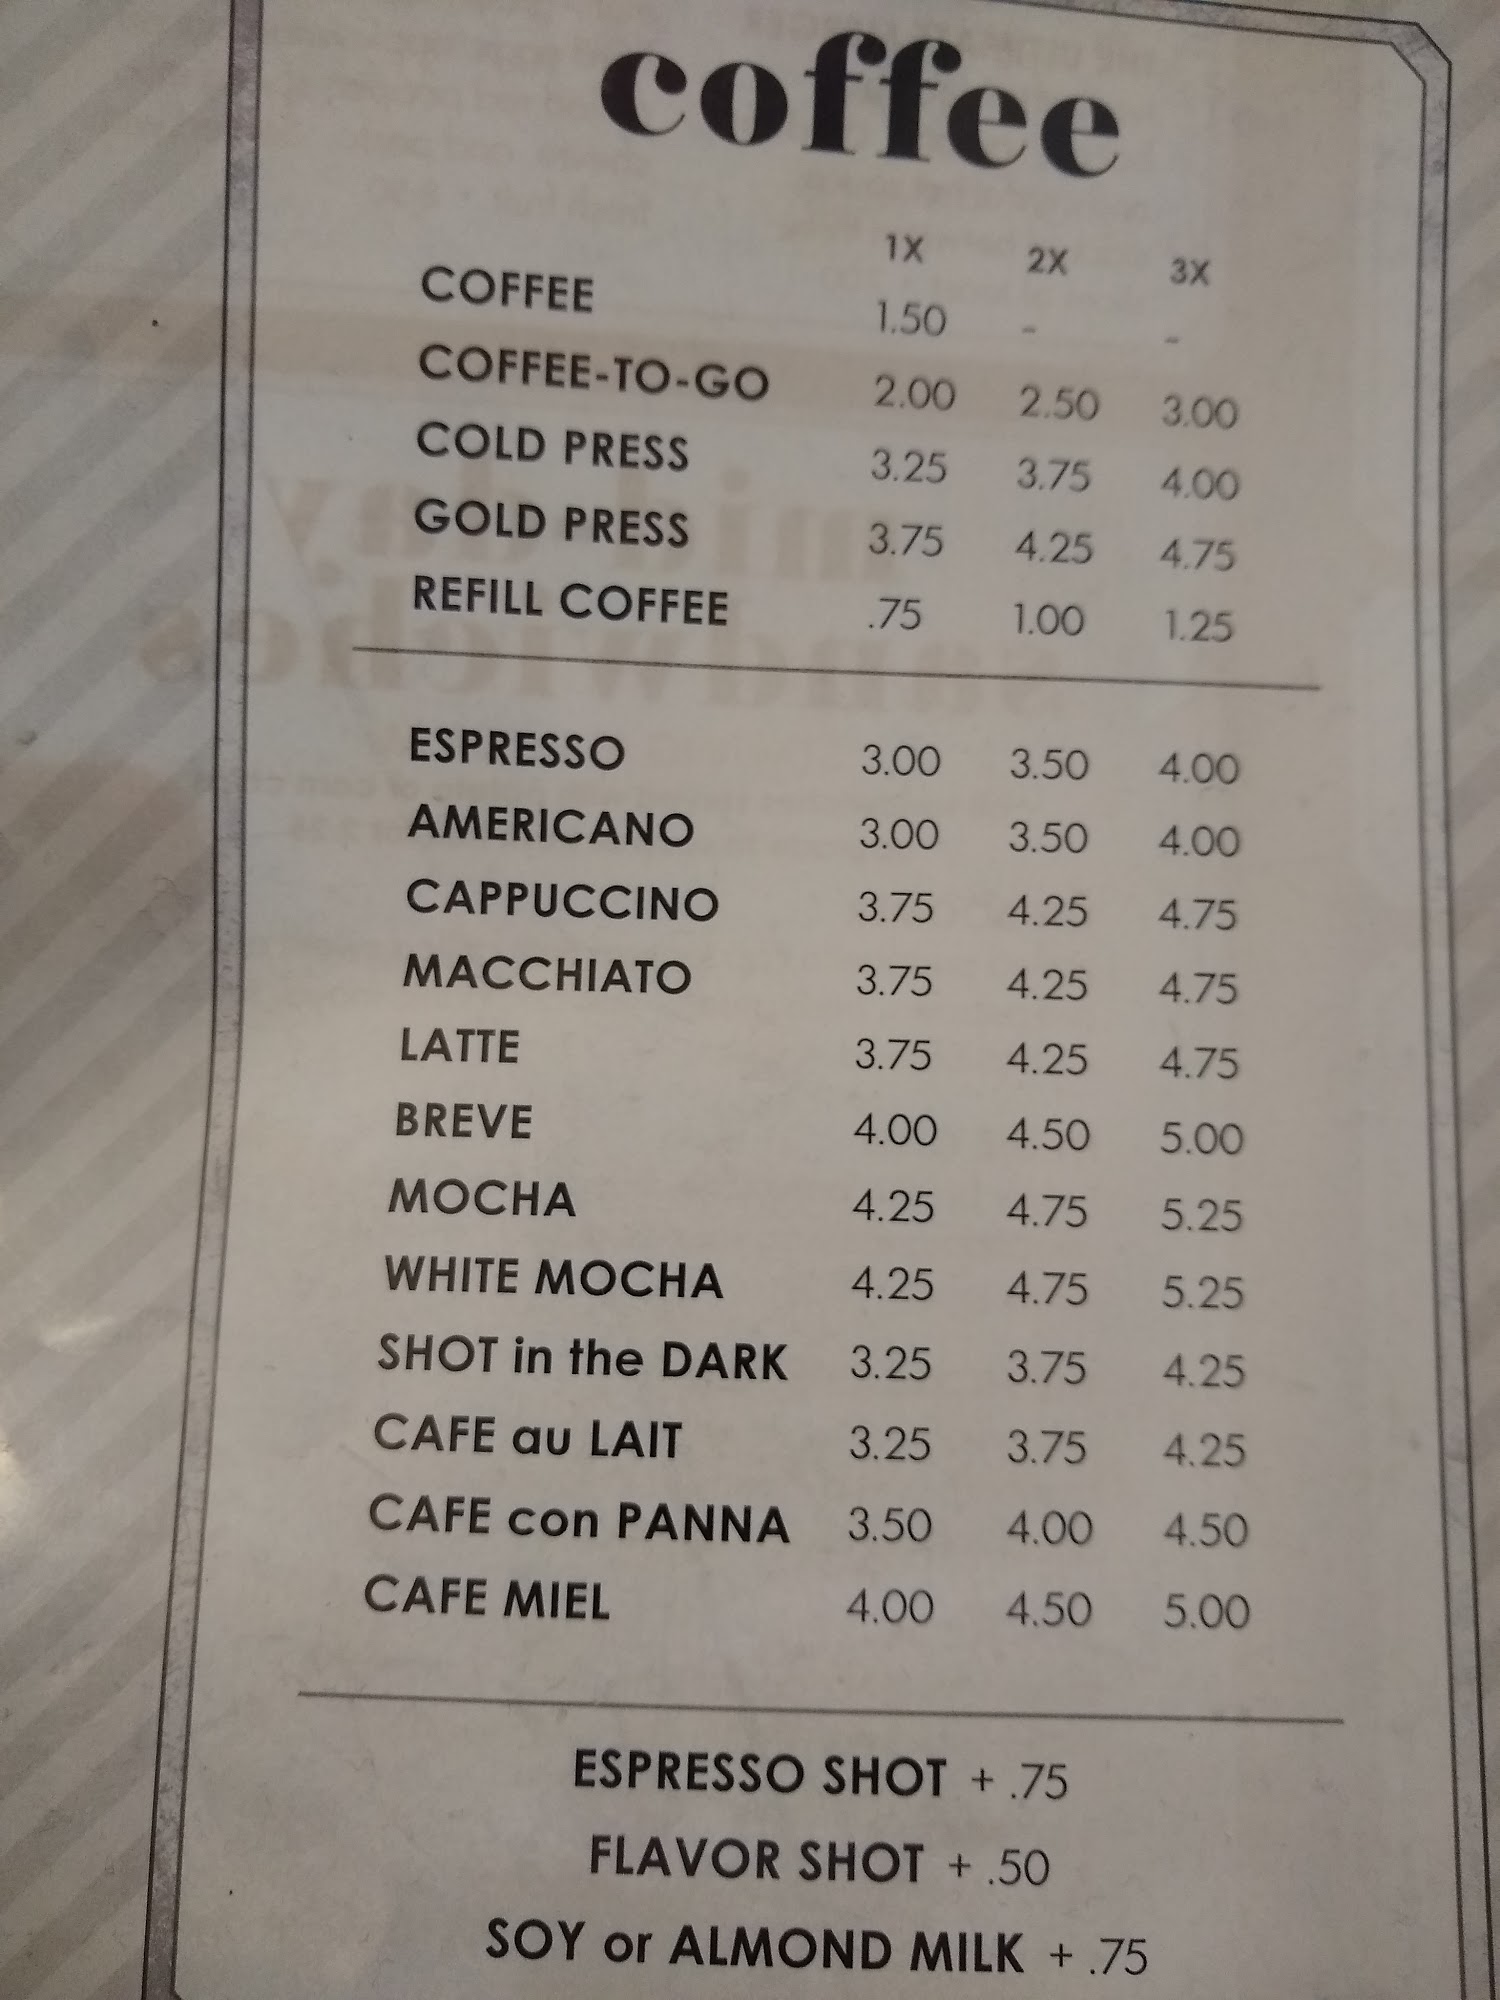 coffee
1X 2X 3X
COFFEE 1.50 - -
COFFEE-TO-GO 2.00 2.50 3.00
COLD PRESS 3.25 3.75 4.00
GOLD PRESS 3.75 4.25 4.75
REFILL COFFEE .75 1.00 1.25
ESPRESSO 3.00 3.50 4.00
AMERICANO 3.00 3.50 4.00
CAPPUCCINO 3.75 4.25 4.75
MACCHIATO 3.75 4.25 4.75
LATTE 3.75 4.25 4.75
BREVE 4.00 4.50 5.00
MOCHA 4.25 4.75 5.25
WHITE MOCHA 4.25 4.75 5.25
SHOT in the DARK 3.25 3.75 4.25
CAFE au LAIT 3.25 3.75 4.25
CAFE con PANNA 3.50 4.00 4.50
CAFE MIEL 4.00 4.50 5.00
ESPRESSO SHOT + .75
FLAVOR SHOT + .50
SOY or ALMOND MILK + .75